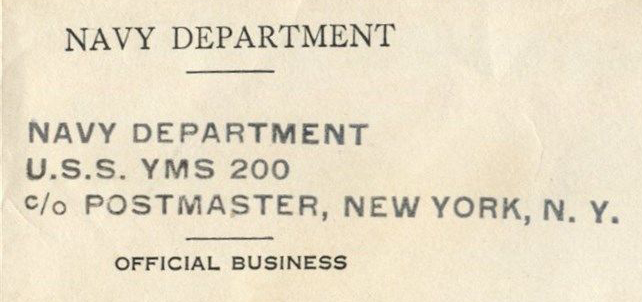 NAVY DEPARTMENT
NAVY DEPARTMENT
U.S.S. YMS 200
c/o POSTMASTER, NEW YORK, N. Y.
OFFICIAL BUSINESS